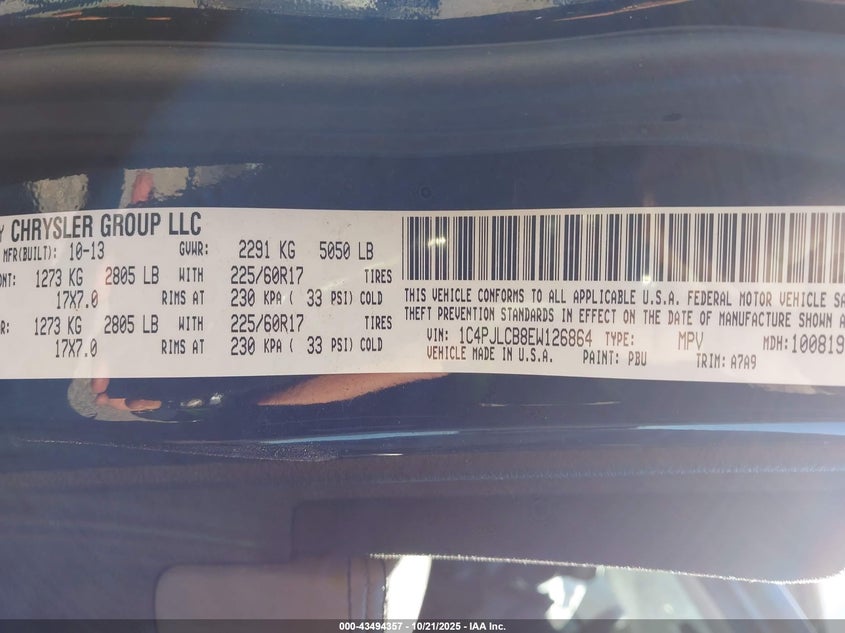 Y CHRYSLER GROUP LLC
MFR(BUILT): 10-13 GVWR: 2291 KG 5050 LB
ONT: 1273 KG 2805 LB WITH 225/60R17 TIRES
17X7.0 RIMS AT 230 KPA ( 33 PSI) COLD
R: 1273 KG 2805 LB WITH 225/60R17 TIRES
17X7.0 RIMS AT 230 KPA ( 33 PSI) COLD
THIS VEHICLE CONFORMS TO ALL APPLICABLE U.S.A. FEDERAL MOTOR VEHICLE SA
THEFT PREVENTION STANDARDS IN EFFECT ON THE DATE OF MANUFACTURE SHOWN A
VIN: 1C4PJLCB8EW126864 TYPE: MPV MDH:100819
VEHICLE MADE IN U.S.A. PAINT: PBU TRIM: A7A9
000-43494357 - 10/21/2025 - IAA Inc.